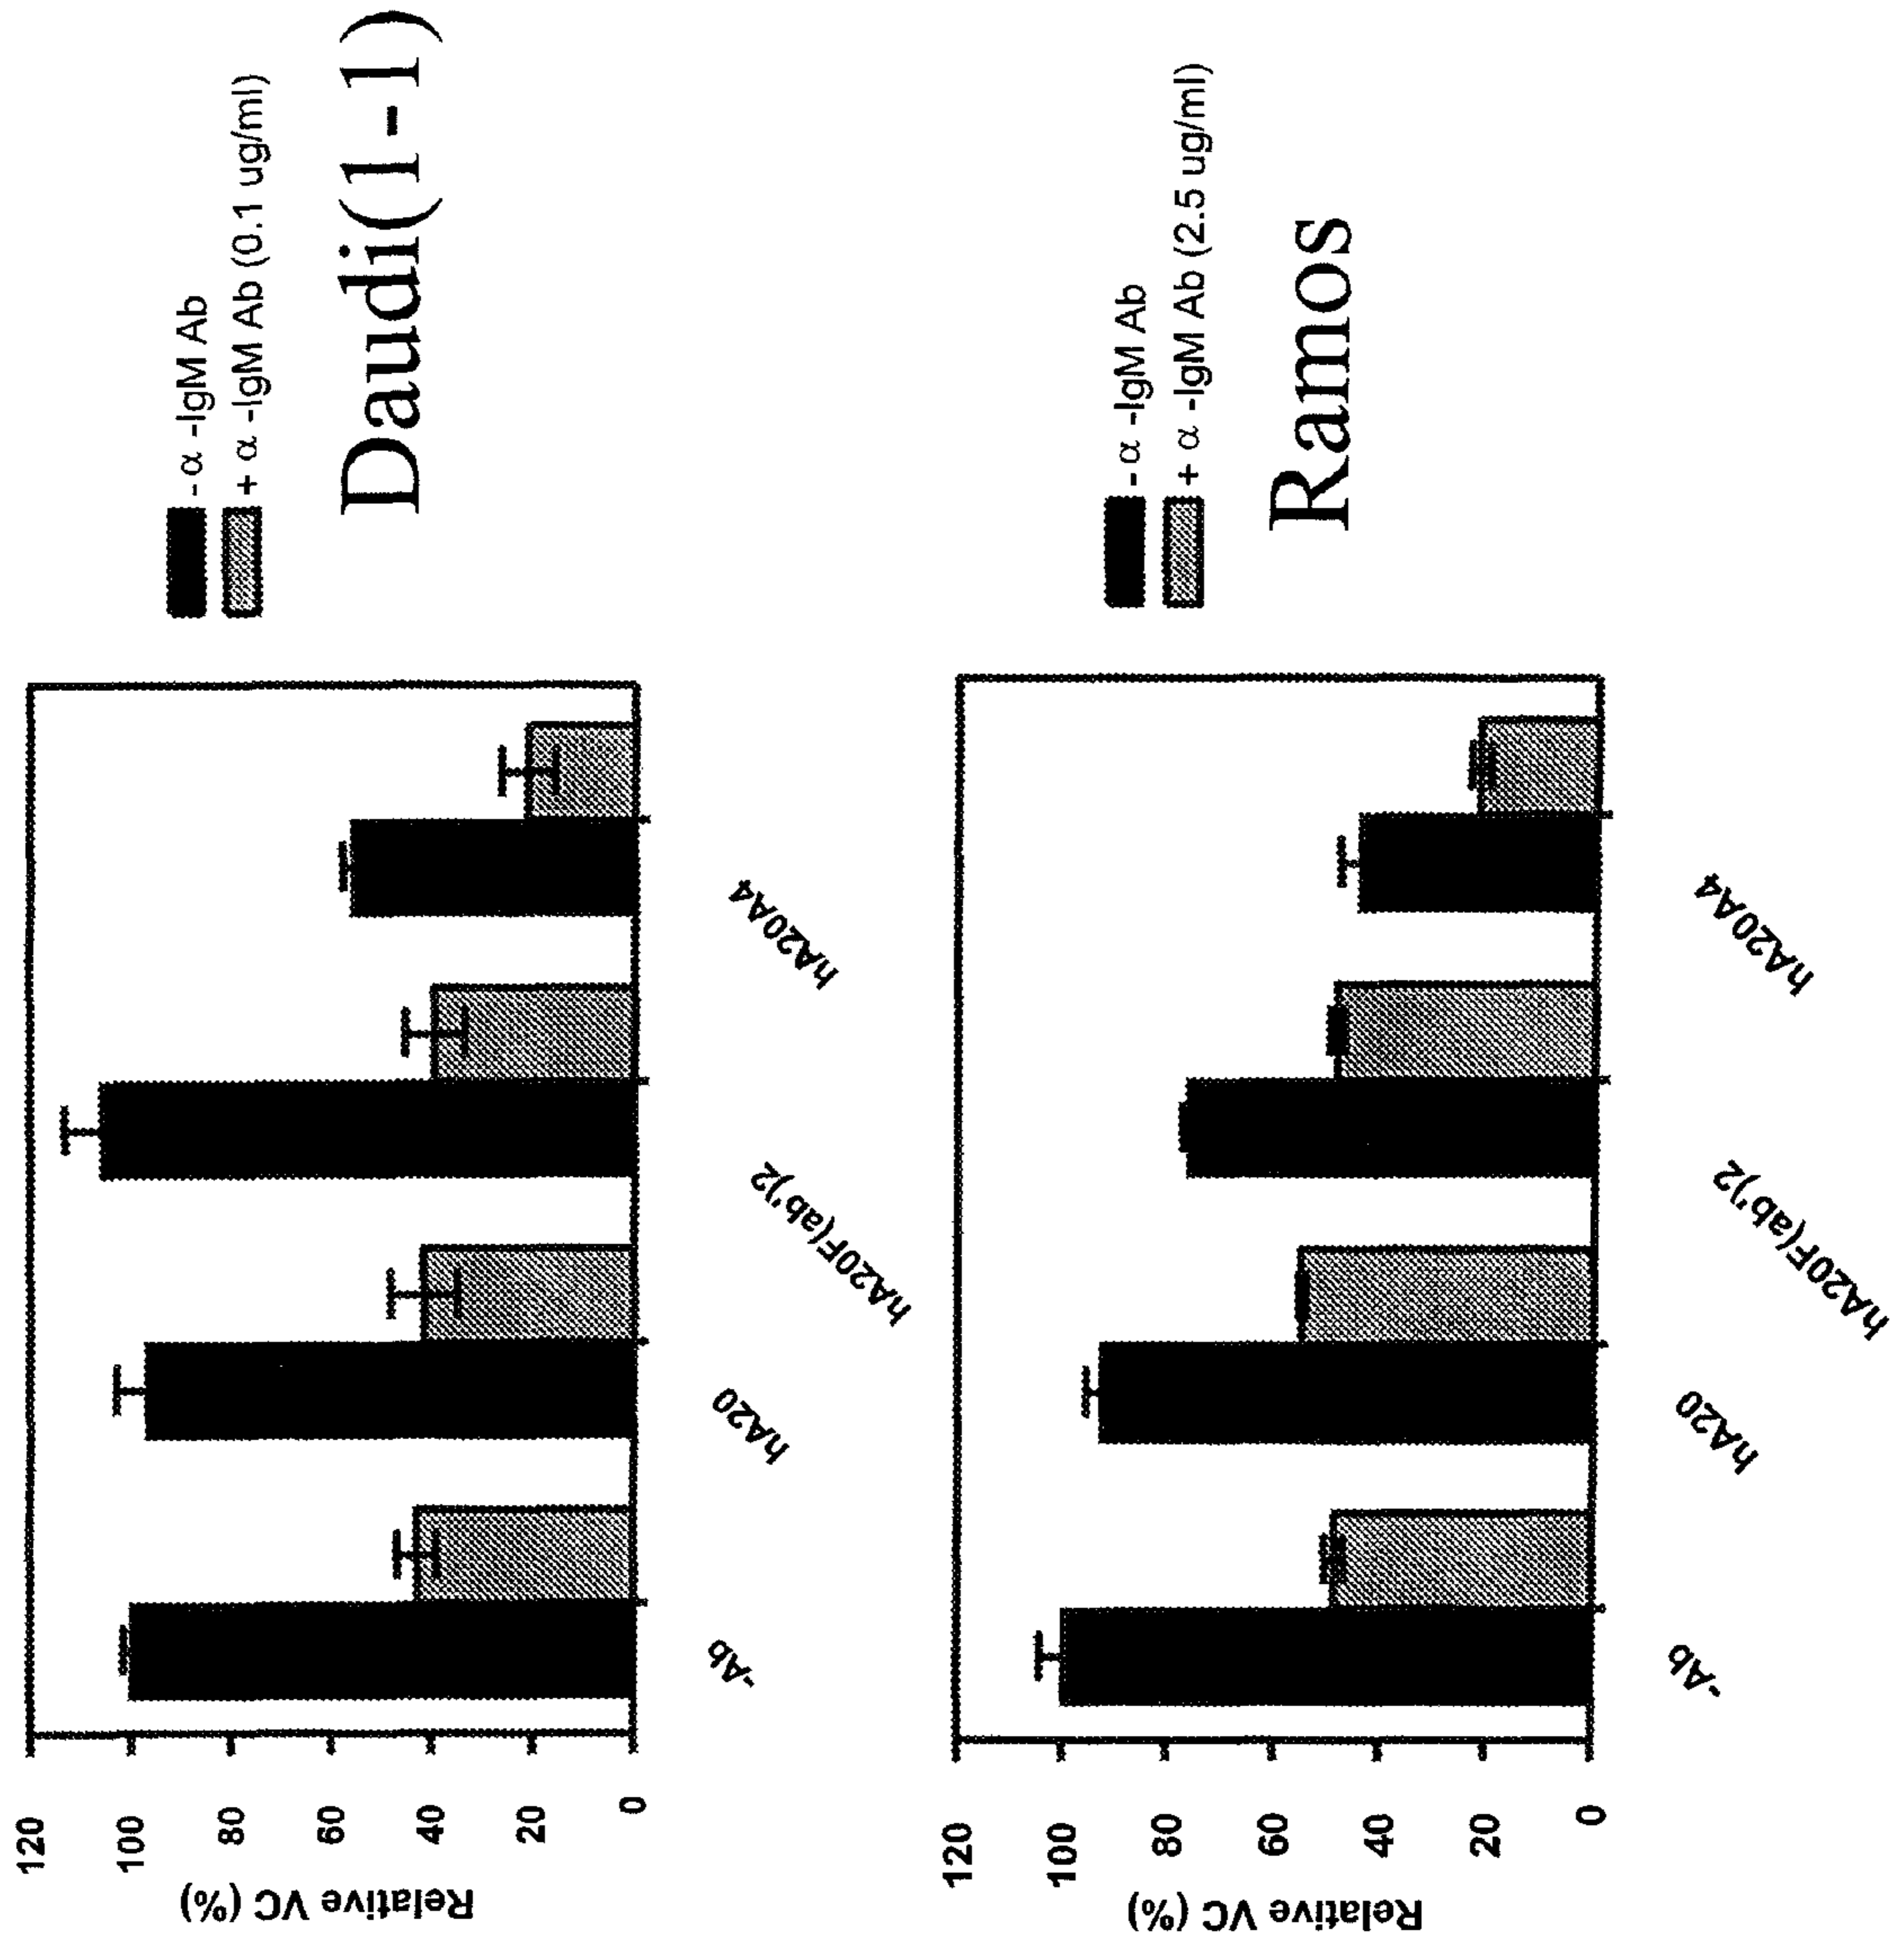 Relative VC (%)
120
100
80
60
40
20
0
-Ab
hA20
hA20F(ab')2
hA20A4
- α -IgM Ab
+ α -IgM Ab (0.1 ug/ml)
Daudi(1-1)
Relative VC (%)
120
100
80
60
40
20
0
-Ab
hA20
hA20F(ab')2
hA20A4
- α -IgM Ab
+ α -IgM Ab (2.5 ug/ml)
Ramos